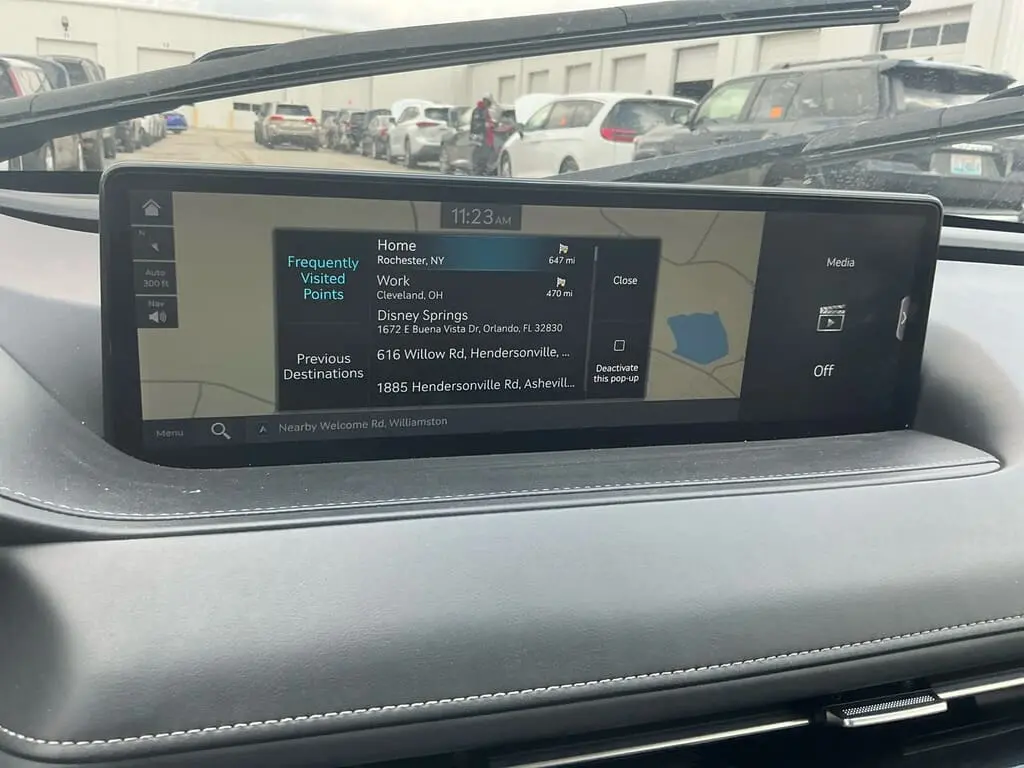 11:23 AM
N
Auto
300 ft
Nav
Frequently
Visited
Points
Previous
Destinations
Home
Rochester, NY
647 mi
Work
Cleveland, OH
470 mi
Disney Springs
1672 E Buena Vista Dr, Orlando, FL 32830
616 Willow Rd, Hendersonville, ...
1885 Hendersonville Rd, Ashevill...
Close
Deactivate
this pop-up
Media
Off
Menu
Nearby Welcome Rd, Williamston